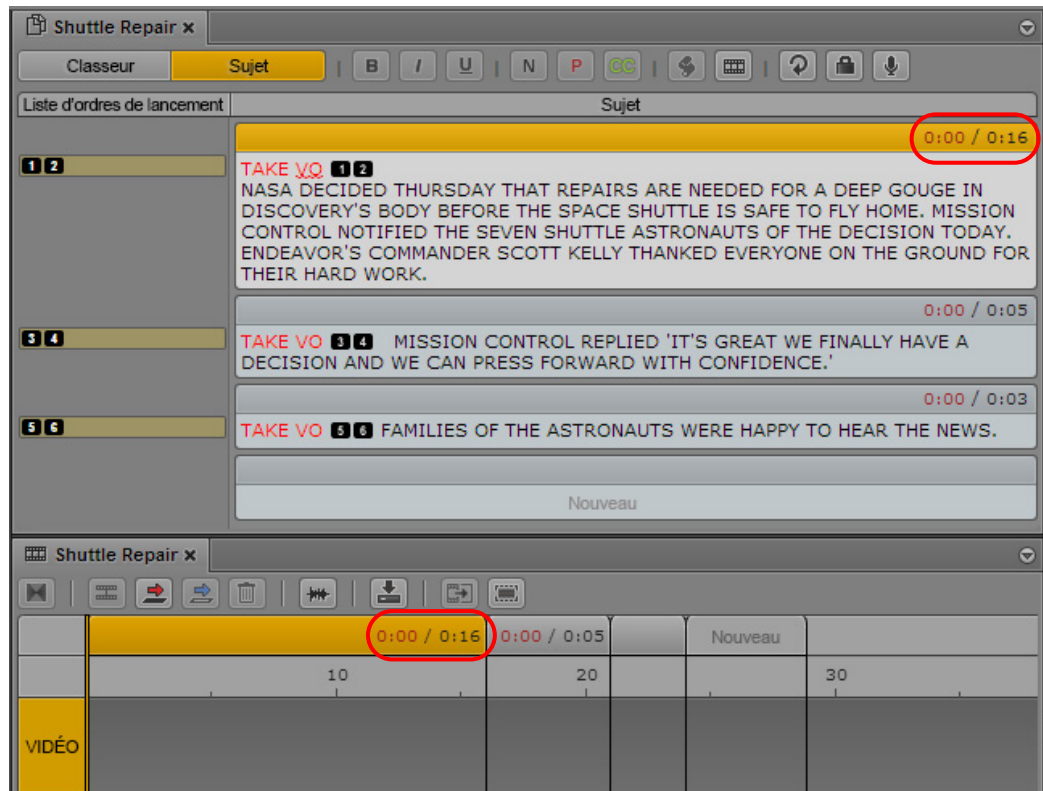 Shuttle Repair ×
Classeur Sujet B I U N P CC
Liste d'ordres de lancement Sujet
0:00 / 0:16
1 2 TAKE VO 1 2
NASA DECIDED THURSDAY THAT REPAIRS ARE NEEDED FOR A DEEP GOUGE IN
DISCOVERY'S BODY BEFORE THE SPACE SHUTTLE IS SAFE TO FLY HOME. MISSION
CONTROL NOTIFIED THE SEVEN SHUTTLE ASTRONAUTS OF THE DECISION TODAY.
ENDEAVOR'S COMMANDER SCOTT KELLY THANKED EVERYONE ON THE GROUND FOR
THEIR HARD WORK.
0:00 / 0:05
3 4 TAKE VO 3 4 MISSION CONTROL REPLIED 'IT'S GREAT WE FINALLY HAVE A
DECISION AND WE CAN PRESS FORWARD WITH CONFIDENCE.'
0:00 / 0:03
5 6 TAKE VO 5 6 FAMILIES OF THE ASTRONAUTS WERE HAPPY TO HEAR THE NEWS.
Nouveau
Shuttle Repair ×
0:00 / 0:16 0:00 / 0:05 Nouveau
10 20 30
VIDÉO